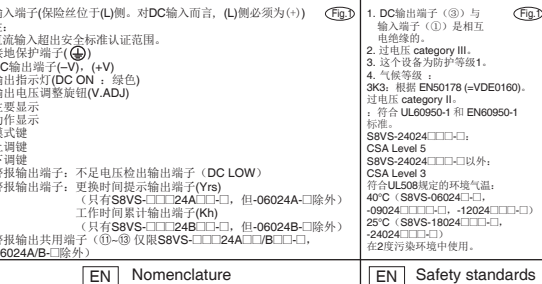 入端子(保险丝位于(L)侧。对DC输入而言，(L)侧必须为(+)) Fig.1
流输入超出安全标准认证范围。
地保护端子(⏚)
C输出端子(–V)，(+V)
出指示灯(DC ON ：绿色)
出电压调整旋钮(V.ADJ)
要显示
作显示
式键
调键
调键
报输出端子：不足电压检出输出端子（DC LOW）
报输出端子：更换时间提示输出端子(Yrs)
（只有S8VS-□□□24A□□-□，但-06024A-□除外）
工作时间累计输出端子(Kh)
（只有S8VS-□□□24B□□-□，但-06024B-□除外）
报输出共用端子（⑪~⑬ 仅限S8VS-□□□24A□□/B□□-□，
06024A/B-□除外）
EN Nomenclature
1. DC输出端子（③）与 Fig.1
输入端子（①）是相互
电绝缘的。
2. 过电压 category III。
3. 这个设备为防护等级1。
4. 气候等级 ：
3K3：根据 EN50178 (=VDE0160)。
过电压 category II。
：符合 UL60950-1 和 EN60950-1
标准。
S8VS-24024□□□-□：
CSA Level 5
S8VS-24024□□□-□以外：
CSA Level 3
符合UL508规定的环境气温：
40°C（S8VS-06024□-□，
-09024□□□□-□，-12024□□□-□）
25°C（S8VS-18024□□□-□，
-24024□□□-□）
在2度污染环境中使用。
EN Safety standards